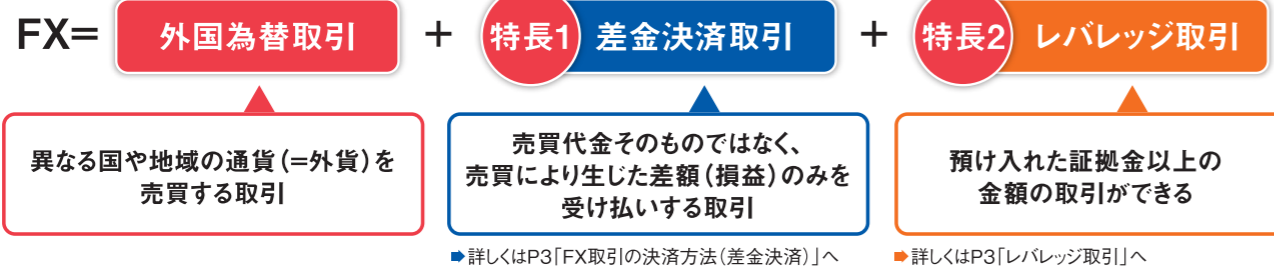 FX= 外国為替取引 + 特長1 差金決済取引 + 特長2 レバレッジ取引
異なる国や地域の通貨(=外貨)を
売買する取引
売買代金そのものではなく、
売買により生じた差額(損益)のみを
受け払いする取引
➡詳しくはP3「FX取引の決済方法(差金決済)」へ
預け入れた証拠金以上の
金額の取引ができる
➡詳しくはP3「レバレッジ取引」へ